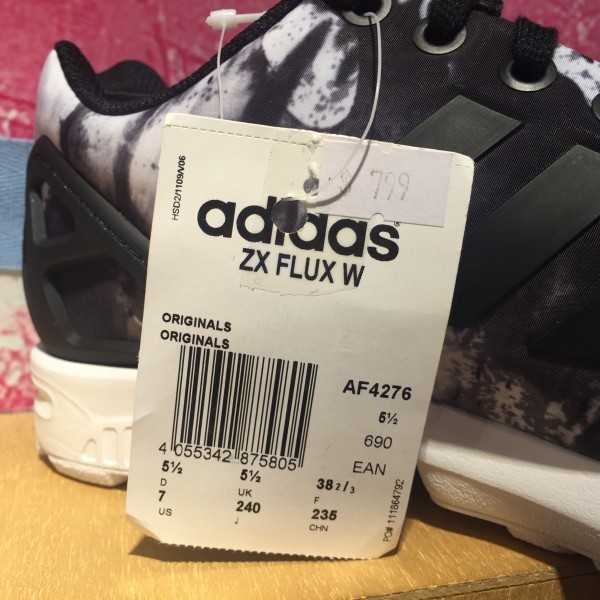 HSD2/1109/V06
$ 799
adidas
ZX FLUX W
ORIGINALS
ORIGINALS
AF4276
5½
690
EAN
4 055342 875805
5½ 5½ 38 2/3
D UK F
7 240 235
US J CHN
PO# 111864792